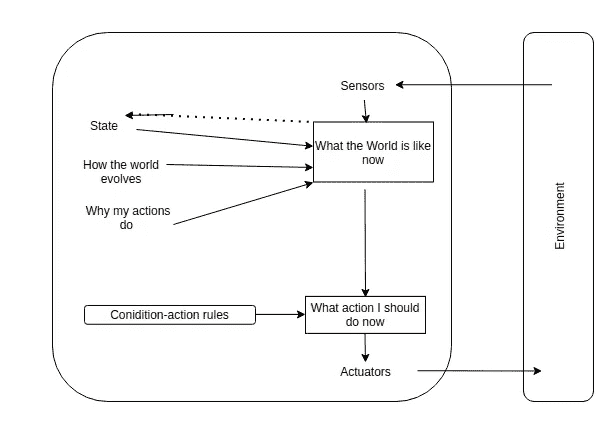 Sensors
State
What the World is like
now
How the world
evolves
Why my actions
do
Environment
Conidition-action rules
What action I should
do now
Actuators